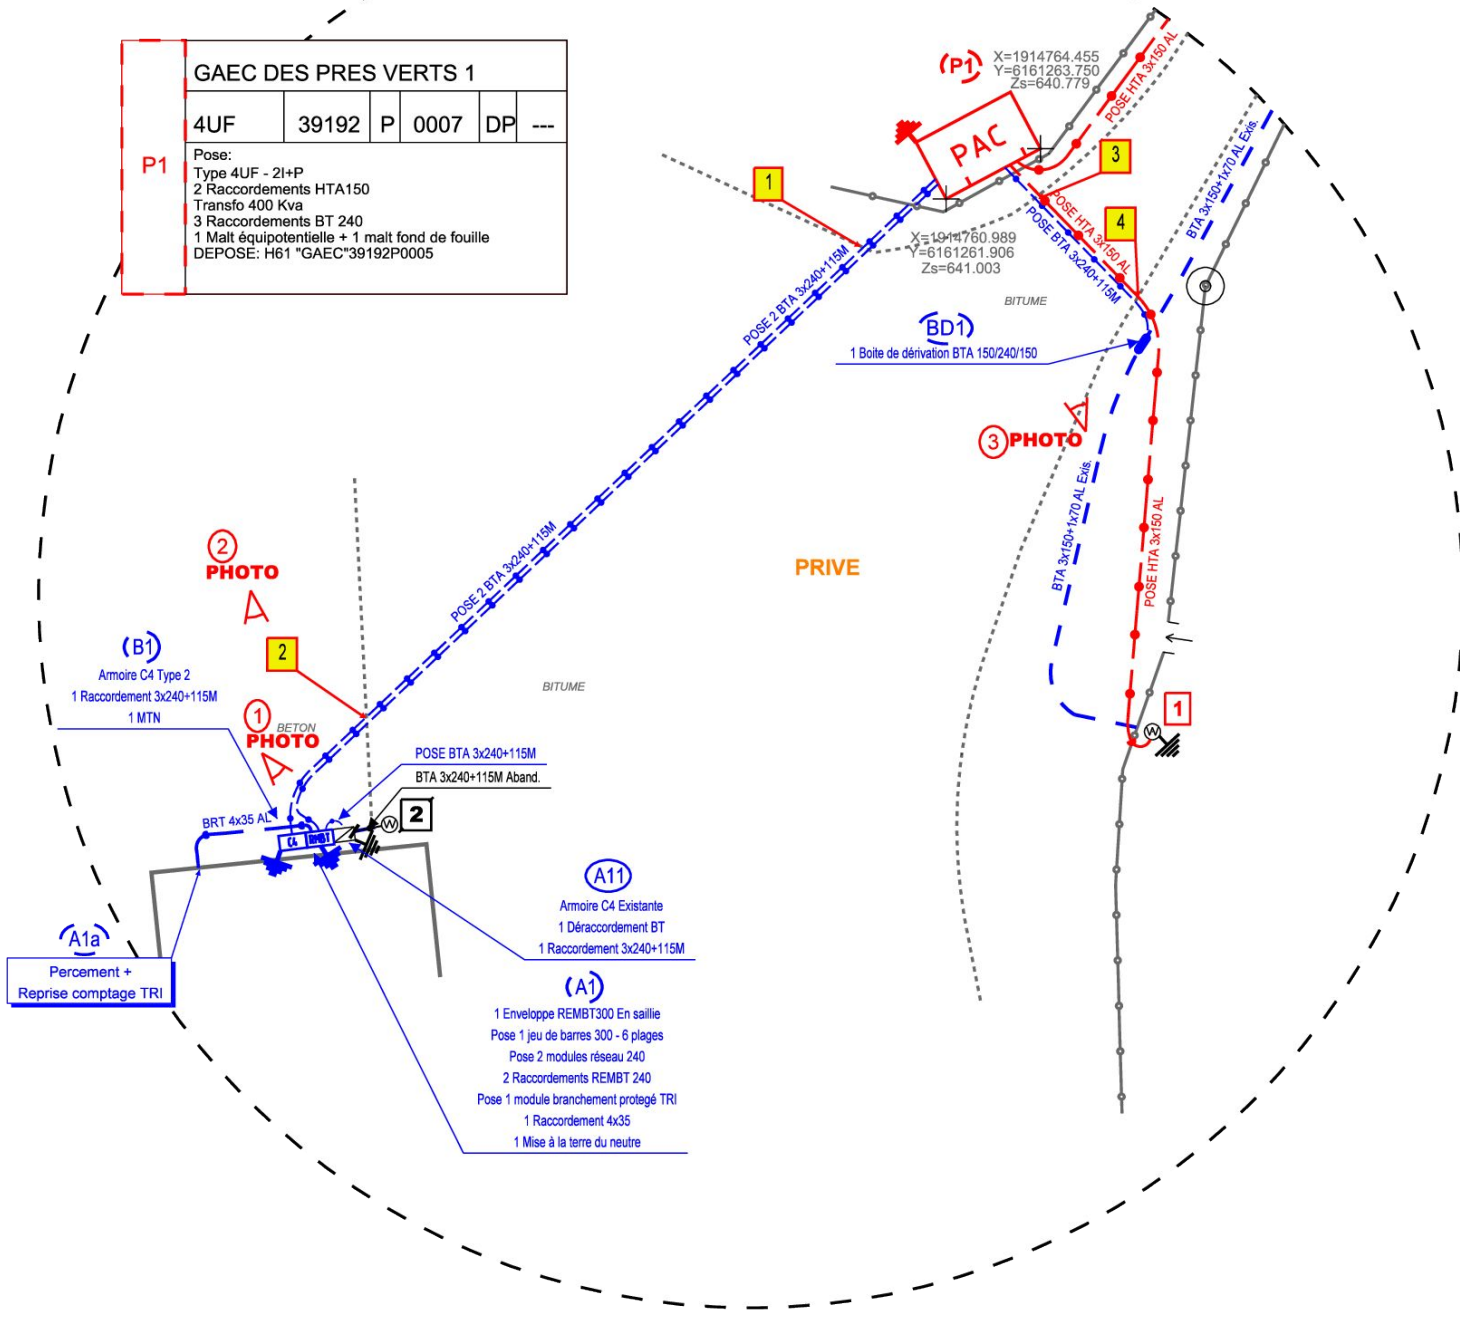 GAEC DES PRES VERTS 1
4UF 39192 P 0007 DP ---
P1
Pose:
Type 4UF - 2I+P
2 Raccordements HTA150
Transfo 400 Kva
3 Raccordements BT 240
1 Malt équipotentielle + 1 malt fond de fouille
DEPOSE: H61 "GAEC"39192P0005
(P1)
X=1914764.455
Y=6161263.750
Zs=640.779
POSE HTA 3x150 AL
PAC
1
3
4
POSE HTA 3x150 AL
POSE BTA 3x240+115M
BTA 3x150+1x70 AL Exis.
X=1914760.989
Y=6161261.906
Zs=641.003
BITUME
POSE 2 BTA 3x240+115M
BD1
1 Boite de dérivation BTA 150/240/150
3 PHOTO
BTA 3x150+1x70 AL Exis.
POSE HTA 3x150 AL
PRIVE
POSE 2 BTA 3x240+115M
2
PHOTO
2
(B1)
Armoire C4 Type 2
1 Raccordement 3x240+115M
1 MTN
BITUME
1
PHOTO
BETON
1
W
POSE BTA 3x240+115M
BTA 3x240+115M Aband.
BRT 4x35 AL
C4
RMBT
W
2
A11
Armoire C4 Existante
1 Déraccordement BT
1 Raccordement 3x240+115M
A1a
Percement +
Reprise comptage TRI
(A1)
1 Enveloppe REMBT300 En saillie
Pose 1 jeu de barres 300 - 6 plages
Pose 2 modules réseau 240
2 Raccordements REMBT 240
Pose 1 module branchement protegé TRI
1 Raccordement 4x35
1 Mise à la terre du neutre